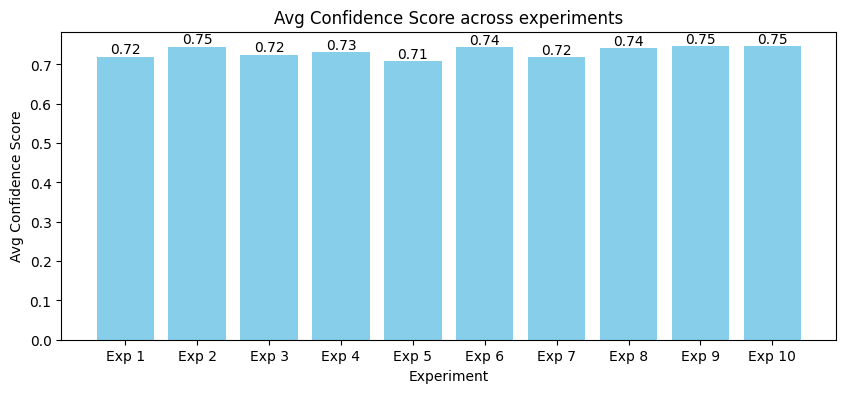 Avg Confidence Score across experiments
0.72 0.75 0.72 0.73 0.71 0.74 0.72 0.74 0.75 0.75
Avg Confidence Score
0.7
0.6
0.5
0.4
0.3
0.2
0.1
0.0
Exp 1 Exp 2 Exp 3 Exp 4 Exp 5 Exp 6 Exp 7 Exp 8 Exp 9 Exp 10
Experiment